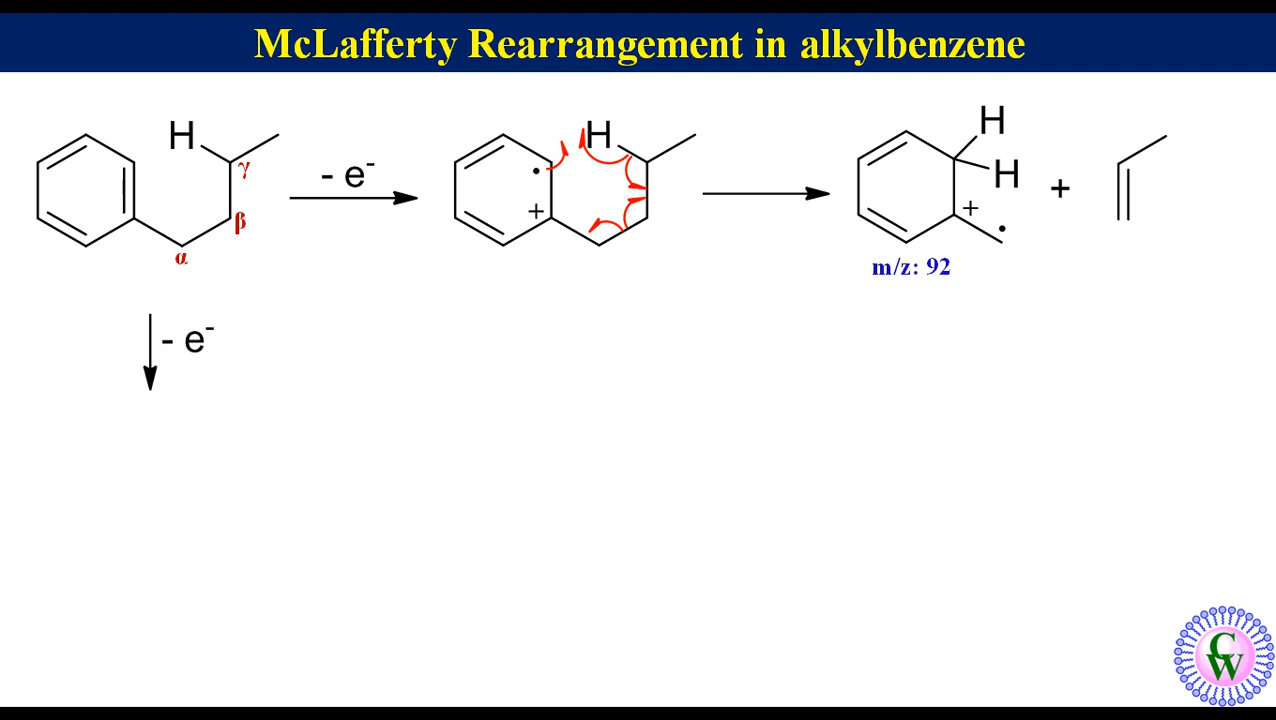 McLafferty Rearrangement in alkylbenzene
H
γ
β
α
- e-
H
•
+
H
H
+
•
m/z: 92
+
- e-
CW